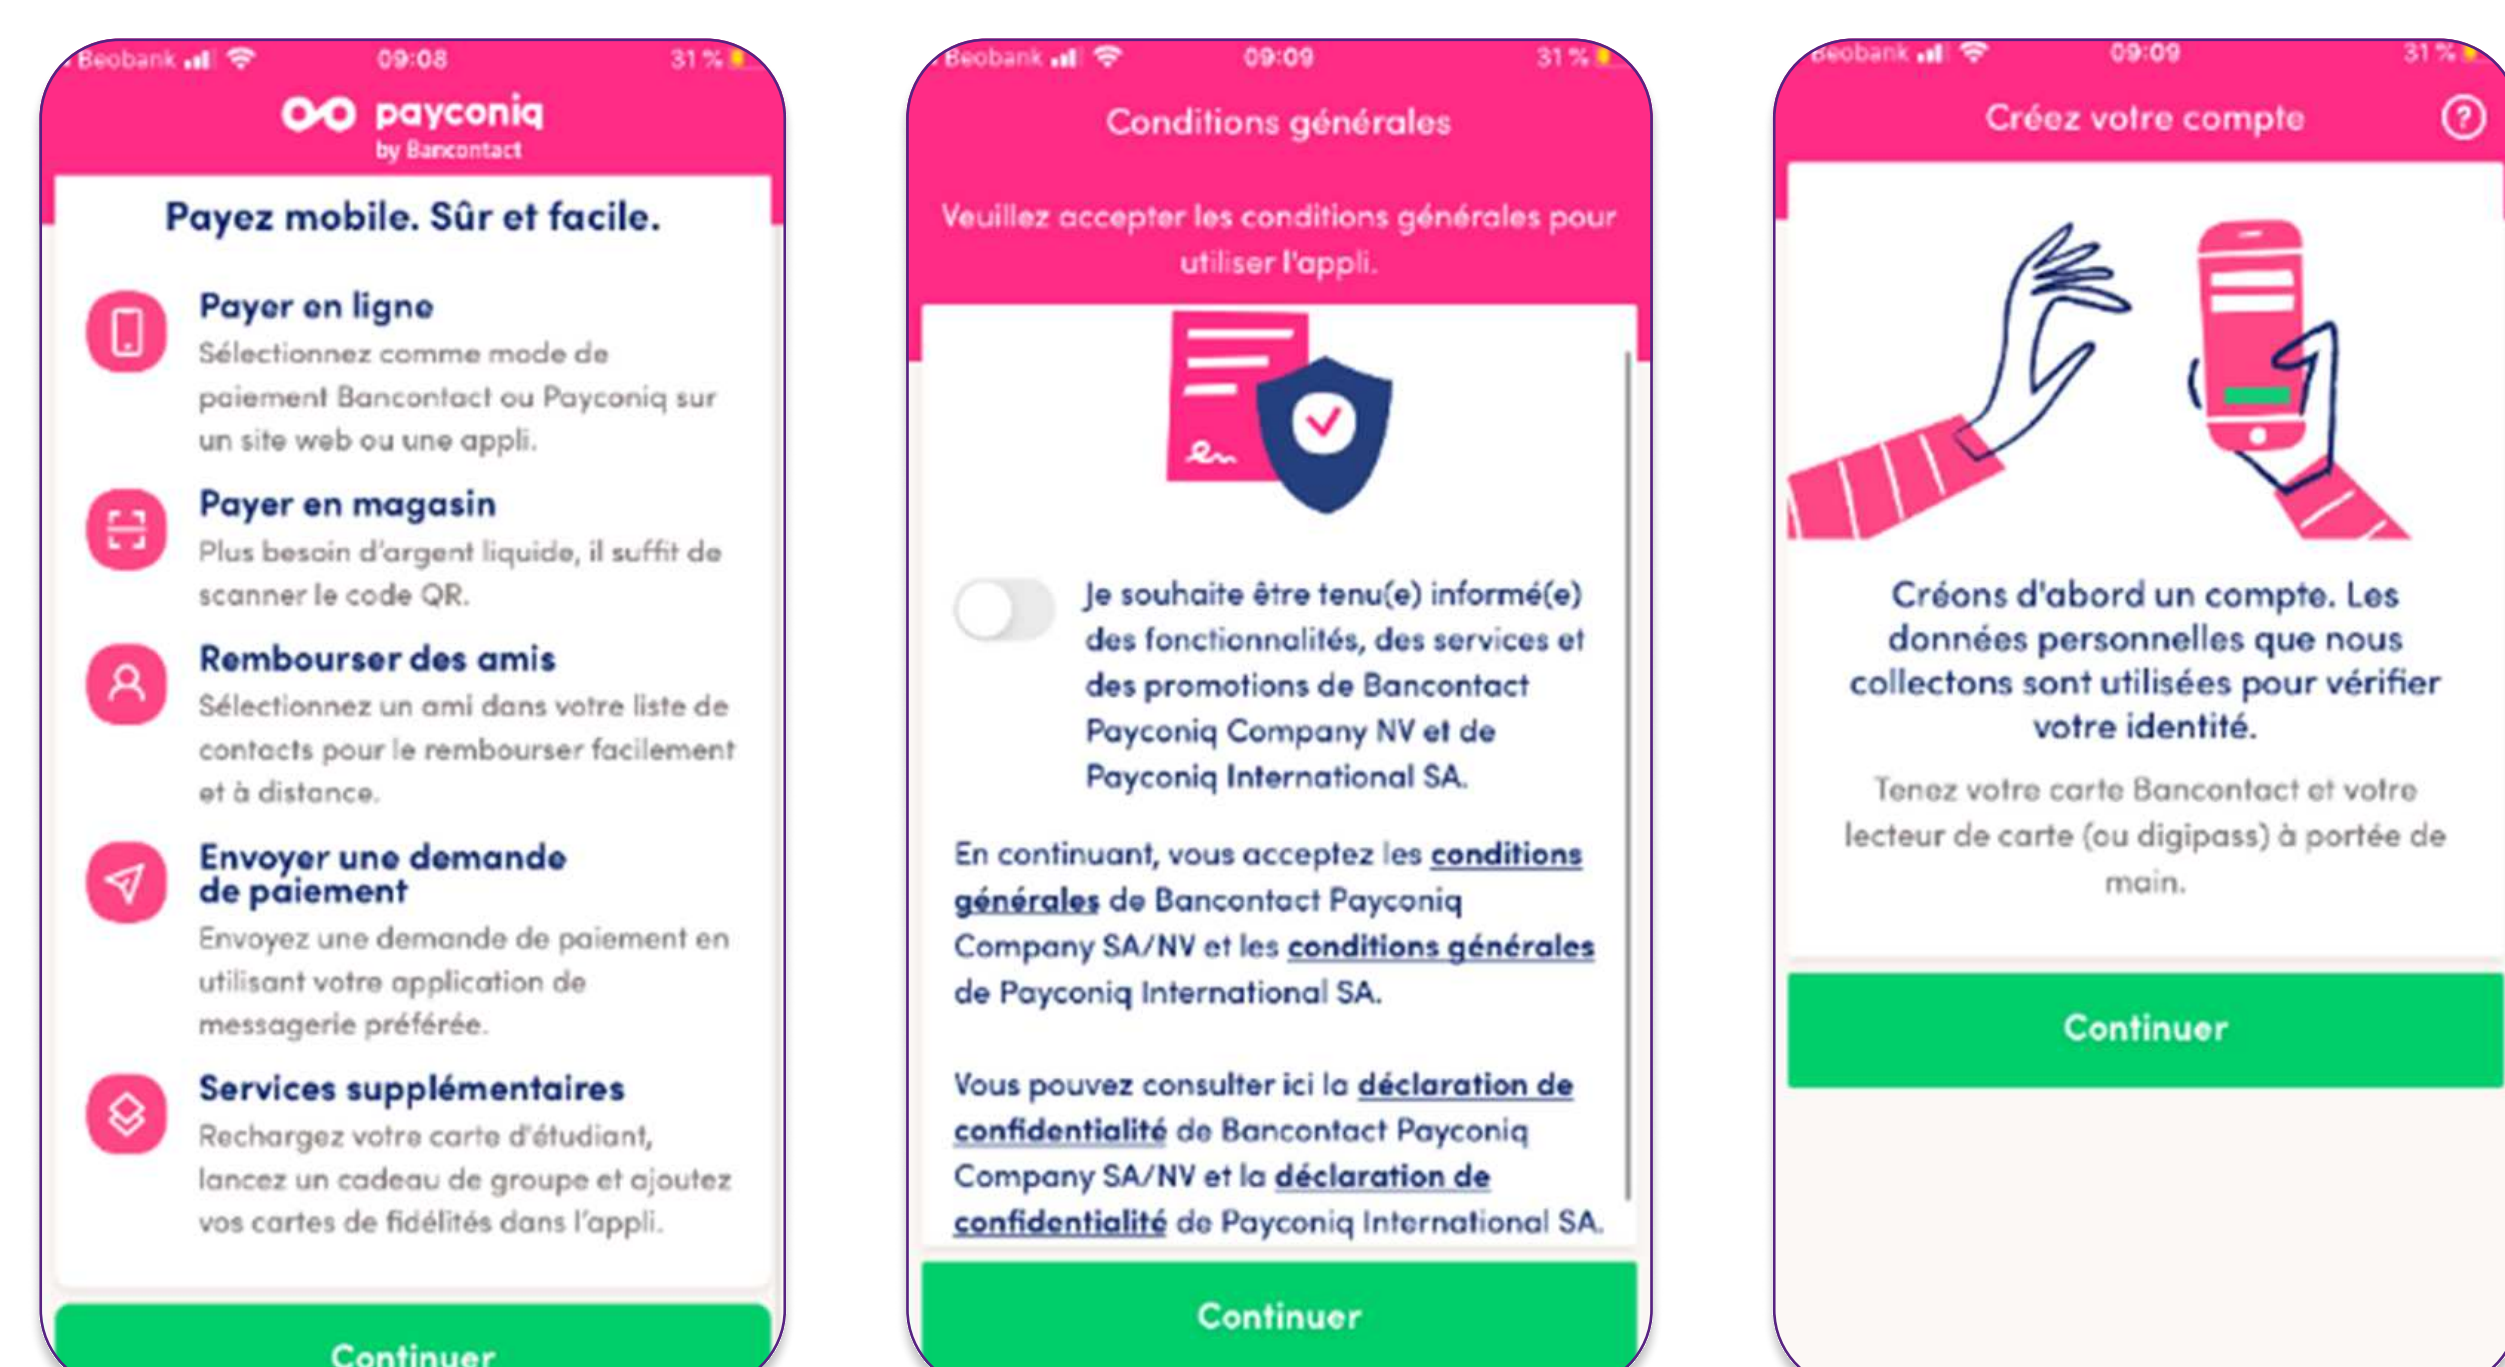 Beobank 09:08 31 %
payconiq
by Bancontact
Payez mobile. Sûr et facile.
Payer en ligne
Sélectionnez comme mode de
paiement Bancontact ou Payconiq sur
un site web ou une appli.
Payer en magasin
Plus besoin d'argent liquide, il suffit de
scanner le code QR.
Rembourser des amis
Sélectionnez un ami dans votre liste de
contacts pour le rembourser facilement
et à distance.
Envoyer une demande
de paiement
Envoyez une demande de paiement en
utilisant votre application de
messagerie préférée.
Services supplémentaires
Rechargez votre carte d'étudiant,
lancez un cadeau de groupe et ajoutez
vos cartes de fidélités dans l'appli.
Continuer
Beobank 09:09 31 %
Conditions générales
Veuillez accepter les conditions générales pour
utiliser l'appli.
Je souhaite être tenu(e) informé(e)
des fonctionnalités, des services et
des promotions de Bancontact
Payconiq Company NV et de
Payconiq International SA.
En continuant, vous acceptez les conditions
générales de Bancontact Payconiq
Company SA/NV et les conditions générales
de Payconiq International SA.
Vous pouvez consulter ici la déclaration de
confidentialité de Bancontact Payconiq
Company SA/NV et la déclaration de
confidentialité de Payconiq International SA.
Continuer
Beobank 09:09 31 %
Créez votre compte ?
Créons d'abord un compte. Les
données personnelles que nous
collectons sont utilisées pour vérifier
votre identité.
Tenez votre carte Bancontact et votre
lecteur de carte (ou digipass) à portée de
main.
Continuer